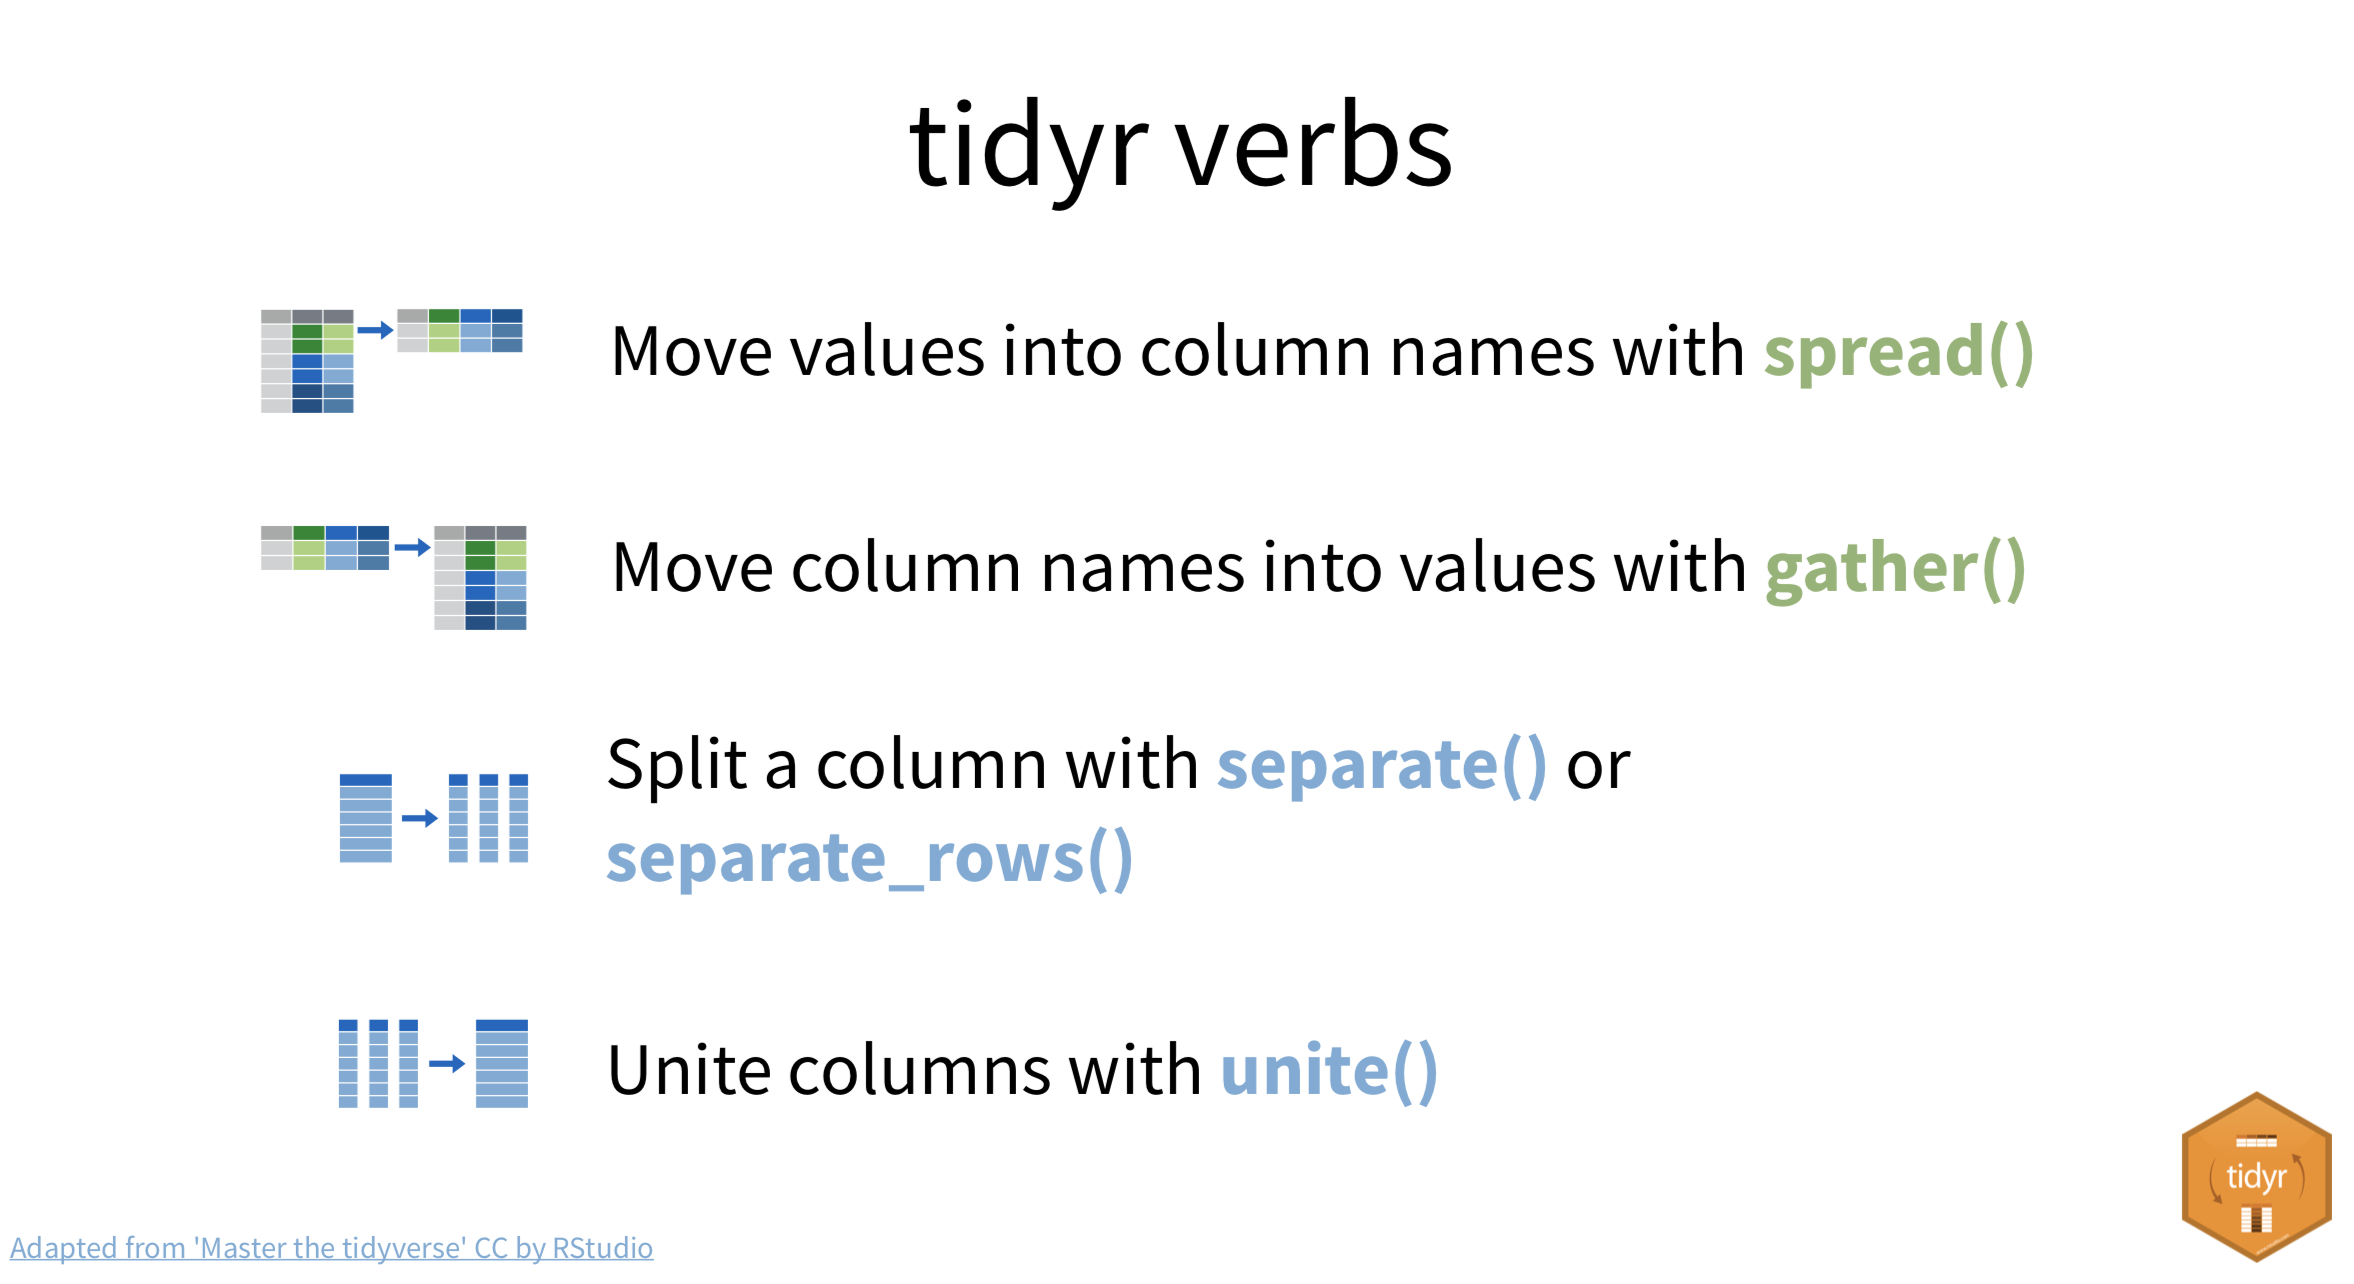 tidyr verbs
Move values into column names with spread()
Move column names into values with gather()
Split a column with separate() or
separate_rows()
Unite columns with unite()
tidyr
Adapted from 'Master the tidyverse' CC by RStudio